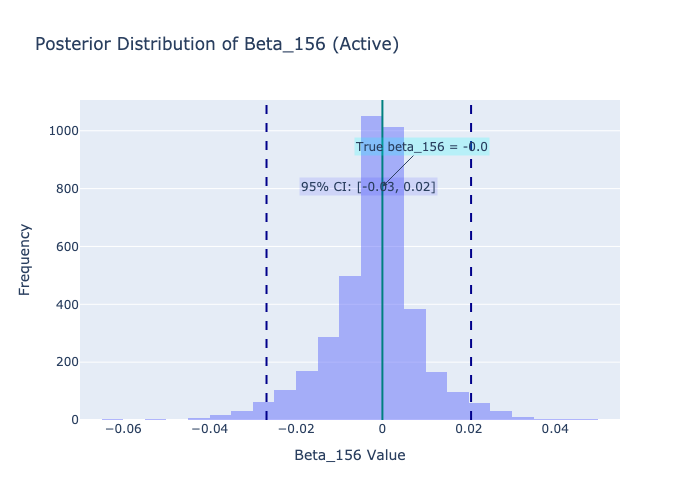 Posterior Distribution of Beta_156 (Active)
1000
800
600
400
200
0
Frequency
True beta_156 = -0.0
95% CI: [-0.03, 0.02]
−0.06
−0.04
−0.02
0
0.02
0.04
Beta_156 Value